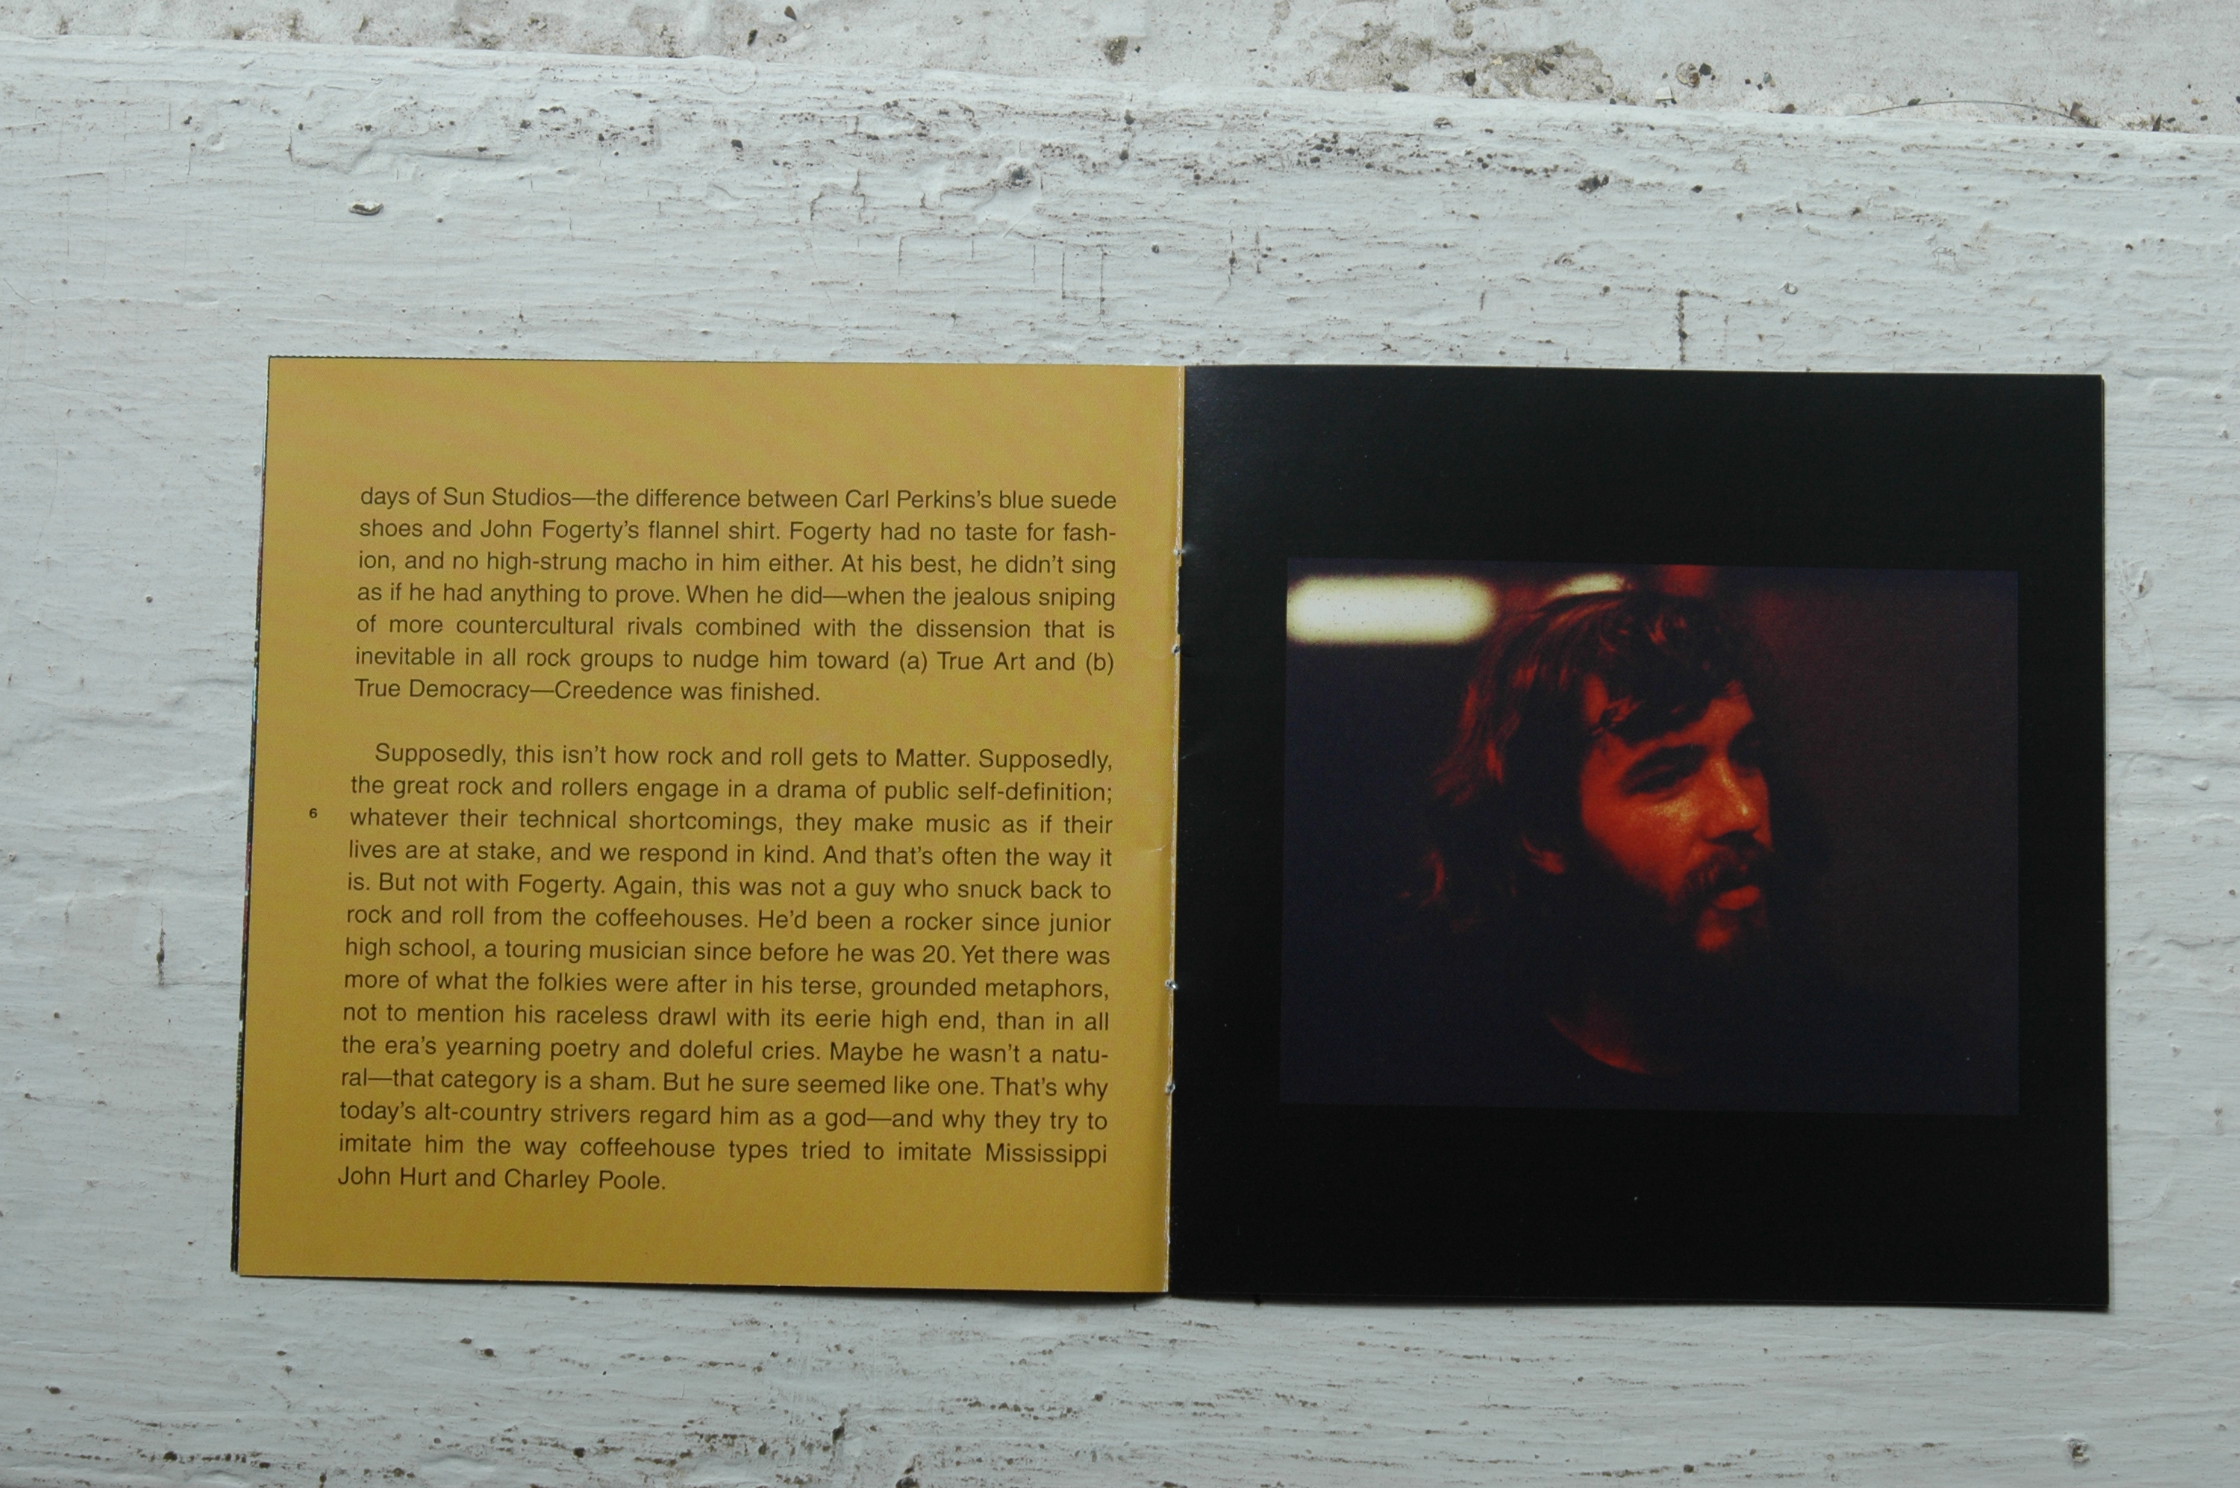 days of Sun Studios—the difference between Carl Perkins's blue suede
shoes and John Fogerty's flannel shirt. Fogerty had no taste for fash-
ion, and no high-strung macho in him either. At his best, he didn't sing
as if he had anything to prove. When he did—when the jealous sniping
of more countercultural rivals combined with the dissension that is
inevitable in all rock groups to nudge him toward (a) True Art and (b)
True Democracy—Creedence was finished.
Supposedly, this isn't how rock and roll gets to Matter. Supposedly,
the great rock and rollers engage in a drama of public self-definition;
6
whatever their technical shortcomings, they make music as if their
lives are at stake, and we respond in kind. And that's often the way it
is. But not with Fogerty. Again, this was not a guy who snuck back to
rock and roll from the coffeehouses. He'd been a rocker since junior
high school, a touring musician since before he was 20. Yet there was
more of what the folkies were after in his terse, grounded metaphors,
not to mention his raceless drawl with its eerie high end, than in all
the era's yearning poetry and doleful cries. Maybe he wasn't a natu-
ral—that category is a sham. But he sure seemed like one. That's why
today's alt-country strivers regard him as a god—and why they try to
imitate him the way coffeehouse types tried to imitate Mississippi
John Hurt and Charley Poole.